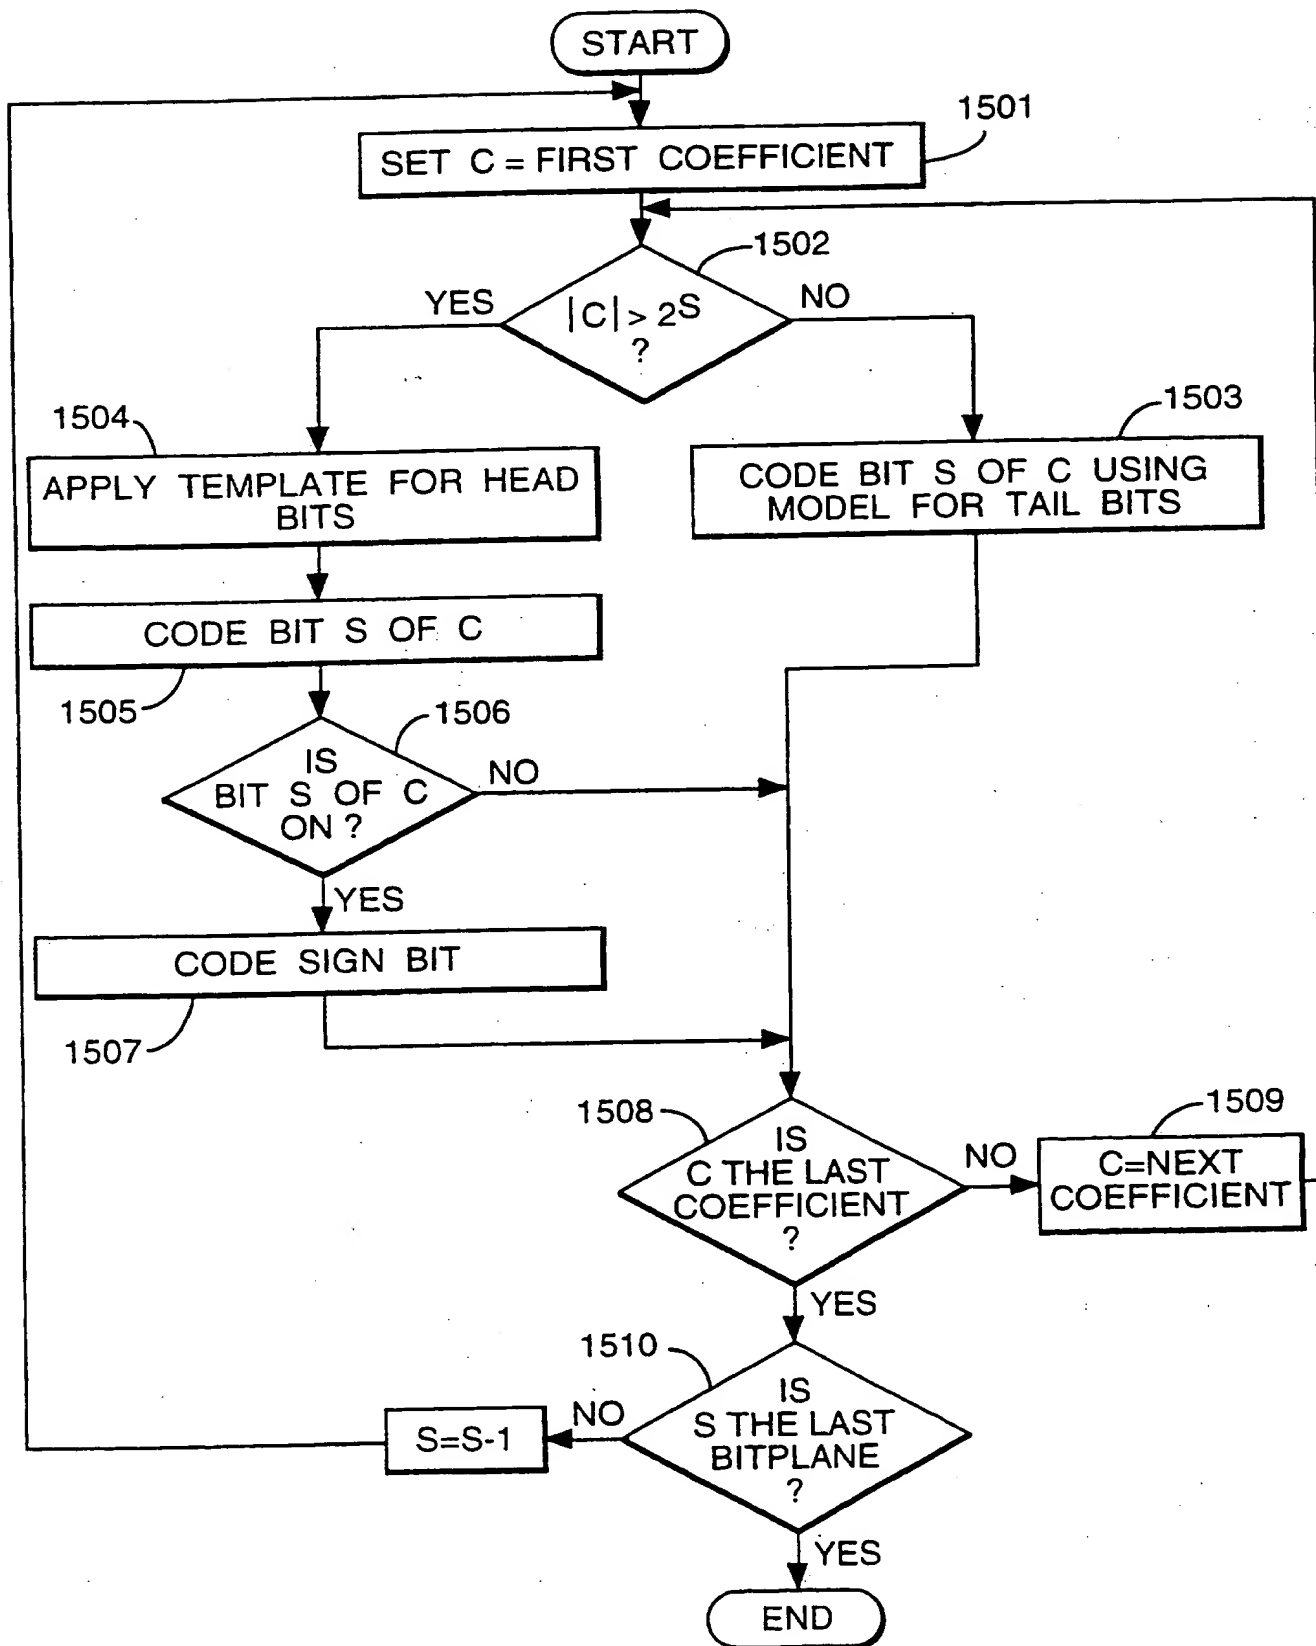 START
1501
SET C = FIRST COEFFICIENT
1502
YES
|C| > 2^S
?
NO
1504
1503
APPLY TEMPLATE FOR HEAD
BITS
CODE BIT S OF C USING
MODEL FOR TAIL BITS
CODE BIT S OF C
1505
1506
IS
BIT S OF C
ON ?
NO
YES
CODE SIGN BIT
1507
1508
IS
C THE LAST
COEFFICIENT
?
NO
1509
C=NEXT
COEFFICIENT
YES
1510
IS
S THE LAST
BITPLANE
?
NO
S=S-1
YES
END